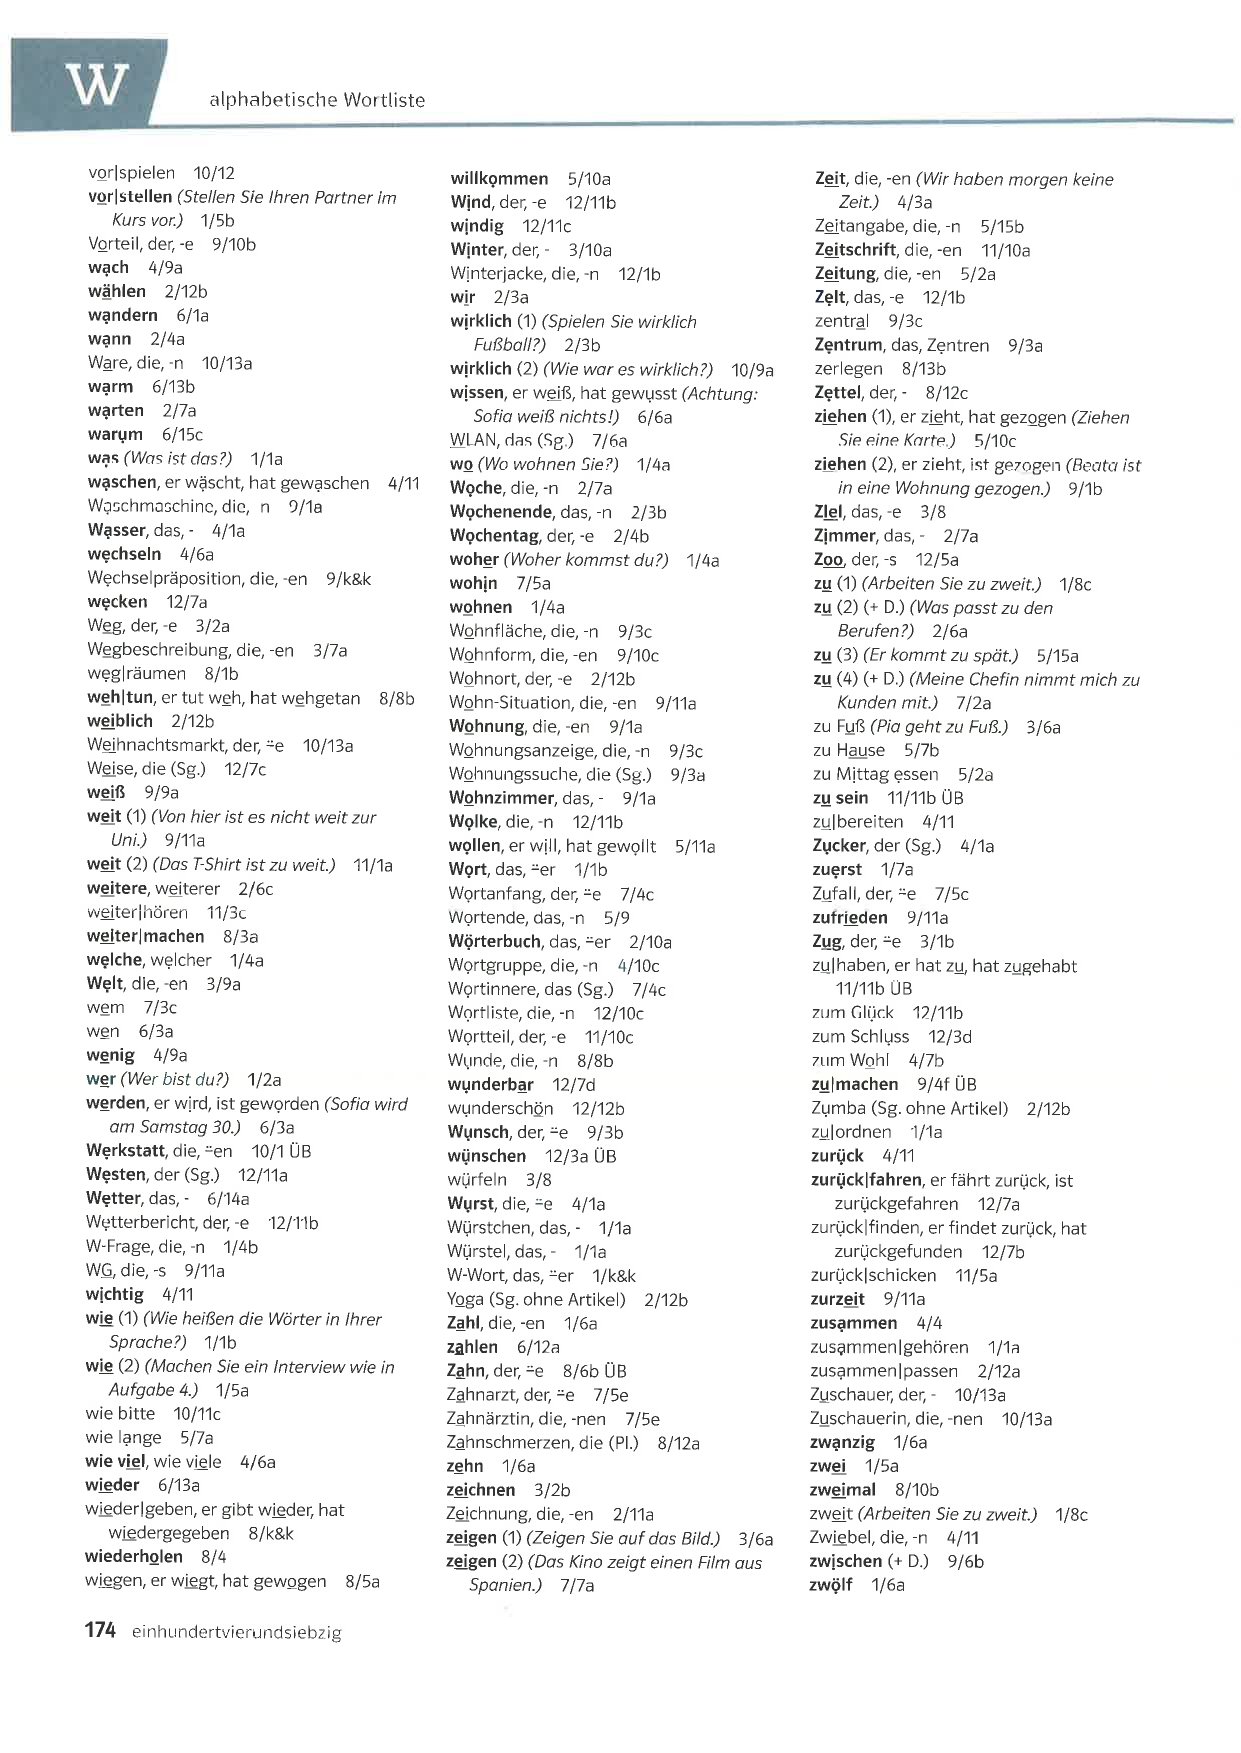 W
alphabetische Wortliste
vor|spielen 10/12
vor|stellen (Stellen Sie Ihren Partner im
Kurs vor.) 1/5b
Vorteil, der, -e 9/10b
wach 4/9a
wählen 2/12b
wandern 6/1a
wann 2/4a
Ware, die, -n 10/13a
warm 6/13b
warten 2/7a
warum 6/15c
was (Was ist das?) 1/1a
waschen, er wäscht, hat gewaschen 4/11
Waschmaschine, die, n 9/1a
Wasser, das, - 4/1a
wechseln 4/6a
Wechselpräposition, die, -en 9/k&k
wecken 12/7a
Weg, der, -e 3/2a
Wegbeschreibung, die, -en 3/7a
weg|räumen 8/1b
weh|tun, er tut weh, hat wehgetan 8/8b
weiblich 2/12b
Weihnachtsmarkt, der, ⸚e 10/13a
Weise, die (Sg.) 12/7c
weiß 9/9a
weit (1) (Von hier ist es nicht weit zur
Uni.) 9/11a
weit (2) (Das T-Shirt ist zu weit.) 11/1a
weitere, weiterer 2/6c
weiter|hören 11/3c
weiter|machen 8/3a
welche, welcher 1/4a
Welt, die, -en 3/9a
wem 7/3c
wen 6/3a
wenig 4/9a
wer (Wer bist du?) 1/2a
werden, er wird, ist geworden (Sofia wird
am Samstag 30.) 6/3a
Werkstatt, die, ⸚en 10/1 ÜB
Westen, der (Sg.) 12/11a
Wetter, das, - 6/14a
Wetterbericht, der, -e 12/11b
W-Frage, die, -n 1/4b
WG, die, -s 9/11a
wichtig 4/11
wie (1) (Wie heißen die Wörter in Ihrer
Sprache?) 1/1b
wie (2) (Machen Sie ein Interview wie in
Aufgabe 4.) 1/5a
wie bitte 10/11c
wie lange 5/7a
wie viel, wie viele 4/6a
wieder 6/13a
wieder|geben, er gibt wieder, hat
wiedergegeben 8/k&k
wiederholen 8/4
wiegen, er wiegt, hat gewogen 8/5a
willkommen 5/10a
Wind, der, -e 12/11b
windig 12/11c
Winter, der, - 3/10a
Winterjacke, die, -n 12/1b
wir 2/3a
wirklich (1) (Spielen Sie wirklich
Fußball?) 2/3b
wirklich (2) (Wie war es wirklich?) 10/9a
wissen, er weiß, hat gewusst (Achtung:
Sofia weiß nichts!) 6/6a
WLAN, das (Sg.) 7/6a
wo (Wo wohnen Sie?) 1/4a
Woche, die, -n 2/7a
Wochenende, das, -n 2/3b
Wochentag, der, -e 2/4b
woher (Woher kommst du?) 1/4a
wohin 7/5a
wohnen 1/4a
Wohnfläche, die, -n 9/3c
Wohnform, die, -en 9/10c
Wohnort, der, -e 2/12b
Wohn-Situation, die, -en 9/11a
Wohnung, die, -en 9/1a
Wohnungsanzeige, die, -n 9/3c
Wohnungssuche, die (Sg.) 9/3a
Wohnzimmer, das, - 9/1a
Wolke, die, -n 12/11b
wollen, er will, hat gewollt 5/11a
Wort, das, ⸚er 1/1b
Wortanfang, der, ⸚e 7/4c
Wortende, das, -n 5/9
Wörterbuch, das, ⸚er 2/10a
Wortgruppe, die, -n 4/10c
Wortinnere, das (Sg.) 7/4c
Wortliste, die, -n 12/10c
Wortteil, der, -e 11/10c
Wunde, die, -n 8/8b
wunderbar 12/7d
wunderschön 12/12b
Wunsch, der, ⸚e 9/3b
wünschen 12/3a ÜB
würfeln 3/8
Wurst, die, ⸚e 4/1a
Würstchen, das, - 1/1a
Würstel, das, - 1/1a
W-Wort, das, ⸚er 1/k&k
Yoga (Sg. ohne Artikel) 2/12b
Zahl, die, -en 1/6a
zahlen 6/12a
Zahn, der, ⸚e 8/6b ÜB
Zahnarzt, der, ⸚e 7/5e
Zahnärztin, die, -nen 7/5e
Zahnschmerzen, die (Pl.) 8/12a
zehn 1/6a
zeichnen 3/2b
Zeichnung, die, -en 2/11a
zeigen (1) (Zeigen Sie auf das Bild.) 3/6a
zeigen (2) (Das Kino zeigt einen Film aus
Spanien.) 7/7a
Zeit, die, -en (Wir haben morgen keine
Zeit.) 4/3a
Zeitangabe, die, -n 5/15b
Zeitschrift, die, -en 11/10a
Zeitung, die, -en 5/2a
Zelt, das, -e 12/1b
zentral 9/3c
Zentrum, das, Zentren 9/3a
zerlegen 8/13b
Zettel, der, - 8/12c
ziehen (1), er zieht, hat gezogen (Ziehen
Sie eine Karte.) 5/10c
ziehen (2), er zieht, ist gezogen (Beata ist
in eine Wohnung gezogen.) 9/1b
Ziel, das, -e 3/8
Zimmer, das, - 2/7a
Zoo, der, -s 12/5a
zu (1) (Arbeiten Sie zu zweit.) 1/8c
zu (2) (+ D.) (Was passt zu den
Berufen?) 2/6a
zu (3) (Er kommt zu spät.) 5/15a
zu (4) (+ D.) (Meine Chefin nimmt mich zu
Kunden mit.) 7/2a
zu Fuß (Pia geht zu Fuß.) 3/6a
zu Hause 5/7b
zu Mittag essen 5/2a
zu sein 11/11b ÜB
zu|bereiten 4/11
Zucker, der (Sg.) 4/1a
zuerst 1/7a
Zufall, der, ⸚e 7/5c
zufrieden 9/11a
Zug, der, ⸚e 3/1b
zu|haben, er hat zu, hat zugehabt
11/11b ÜB
zum Glück 12/11b
zum Schluss 12/3d
zum Wohl 4/7b
zu|machen 9/4f ÜB
Zumba (Sg. ohne Artikel) 2/12b
zu|ordnen 1/1a
zurück 4/11
zurück|fahren, er fährt zurück, ist
zurückgefahren 12/7a
zurück|finden, er findet zurück, hat
zurückgefunden 12/7b
zurück|schicken 11/5a
zurzeit 9/11a
zusammen 4/4
zusammen|gehören 1/1a
zusammen|passen 2/12a
Zuschauer, der, - 10/13a
Zuschauerin, die, -nen 10/13a
zwanzig 1/6a
zwei 1/5a
zweimal 8/10b
zweit (Arbeiten Sie zu zweit.) 1/8c
Zwiebel, die, -n 4/11
zwischen (+ D.) 9/6b
zwölf 1/6a
174 einhundertvierundsiebzig